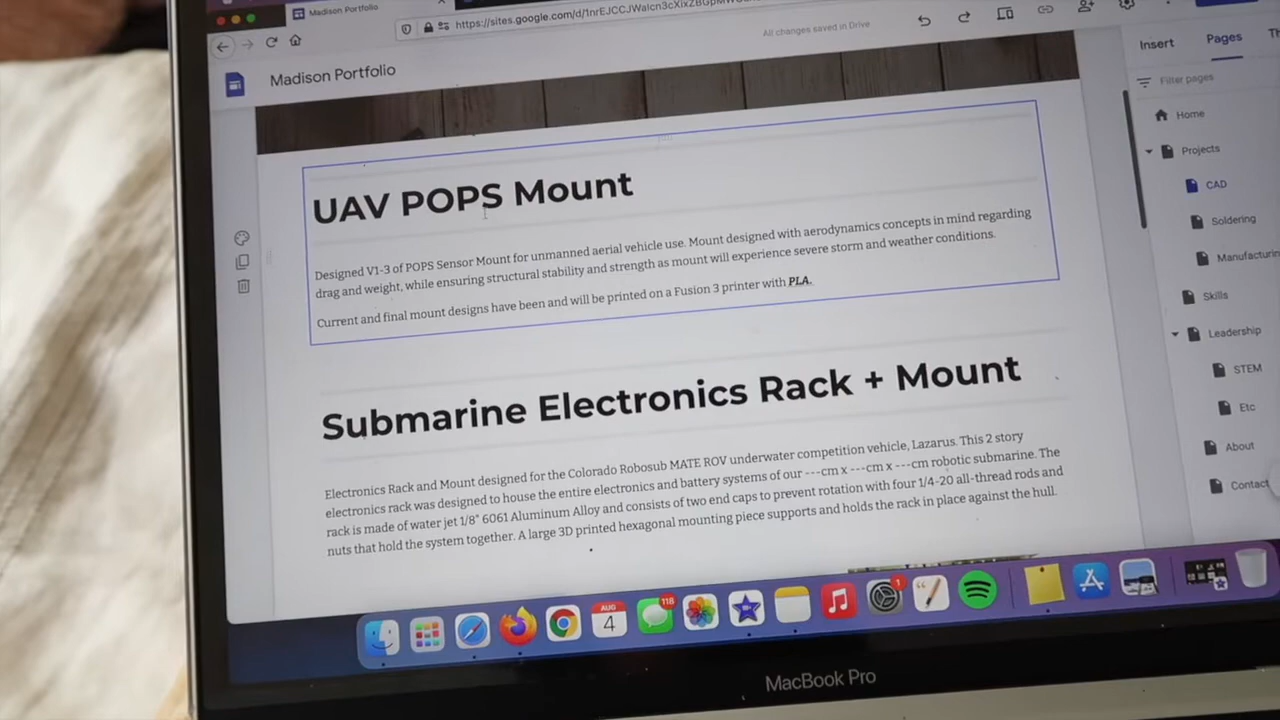 Madison Portfolio
All changes saved in Drive
Madison Portfolio
Insert
Pages
Filter pages
Home
Projects
CAD
Soldering
Skills
Leadership
STEM
Etc
About
Contact
UAV POPS Mount
Designed V1-3 of POPS Sensor Mount for unmanned aerial vehicle use. Mount designed with aerodynamics concepts in mind regarding
drag and weight, while ensuring structural stability and strength as mount will experience severe storm and weather conditions.
Current and final mount designs have been and will be printed on a Fusion 3 printer with PLA.
Submarine Electronics Rack + Mount
Electronics Rack and Mount designed for the Colorado Robosub MATE ROV underwater competition vehicle, Lazarus. This 2 story
electronics rack was designed to house the entire electronics and battery systems of our ---cm x ---cm x ---cm robotic submarine. The
rack is made of water jet 1/8" 6061 Aluminum Alloy and consists of two end caps to prevent rotation with four 1/4-20 all-thread rods and
nuts that hold the system together. A large 3D printed hexagonal mounting piece supports and holds the rack in place against the hull.
AUG
4
118
1
MacBook Pro